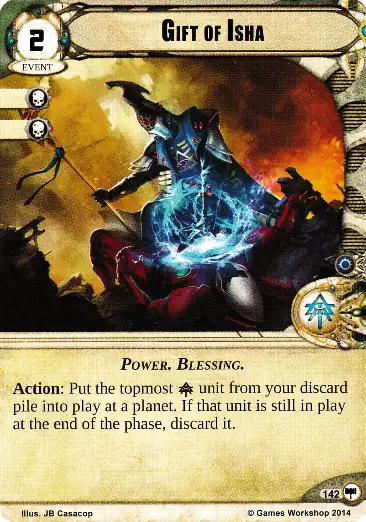 2
GIFT OF ISHA
EVENT
POWER. BLESSING.
Action: Put the topmost unit from your discard
pile into play at a planet. If that unit is still in play
at the end of the phase, discard it.
142
Illus. JB Casacop
© Games Workshop 2014